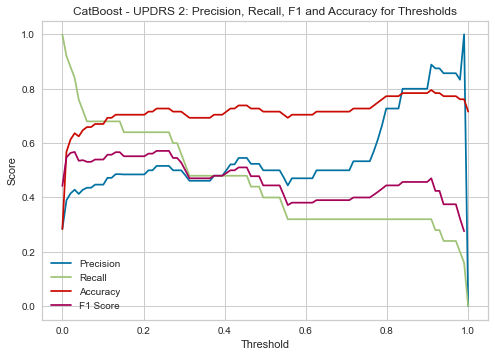 CatBoost - UPDRS 2: Precision, Recall, F1 and Accuracy for Thresholds
1.0
0.8
0.6
0.4
0.2
0.0
Score
Precision
Recall
Accuracy
F1 Score
0.0 0.2 0.4 0.6 0.8 1.0
Threshold